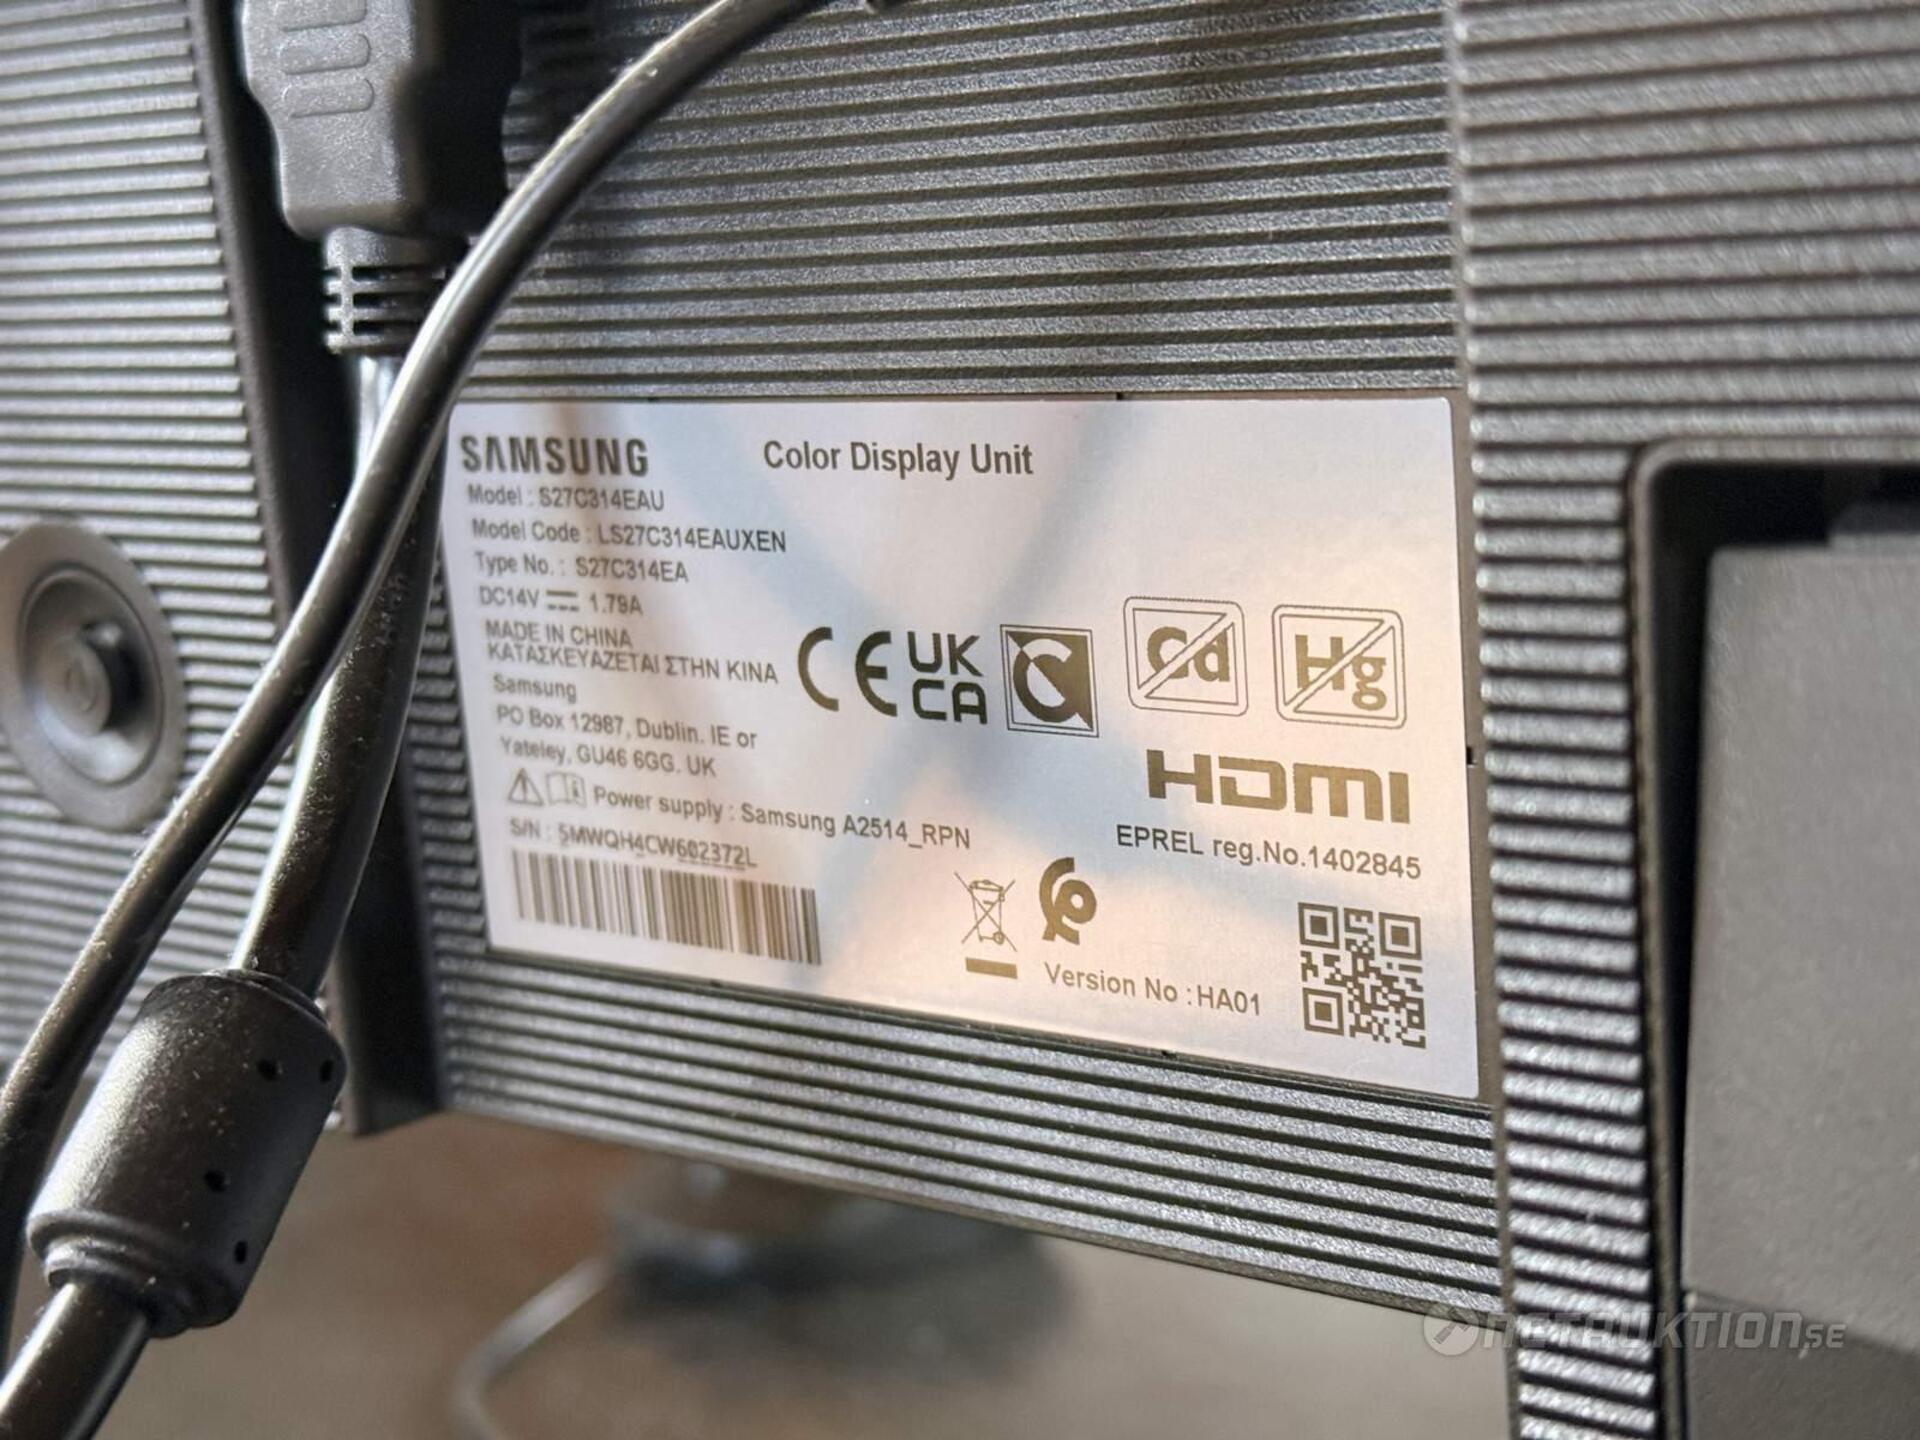 SAMSUNG Color Display Unit
Model : S27C314EAU
Model Code : LS27C314EAUXEN
Type No. : S27C314EA
DC14V 1.79A
MADE IN CHINA
ΚΑΤΑΣΚΕΥΑΖΕΤΑΙ ΣΤΗΝ ΚΙΝΑ
Samsung
PO Box 12987, Dublin. IE or
Yateley, GU46 6GG. UK
Power supply : Samsung A2514_RPN
S/N : 5MWQH4CW602372L
CE UK
CA
Cd Hg
HDMI
EPREL reg.No.1402845
Version No : HA01
NETAUKTION.SE